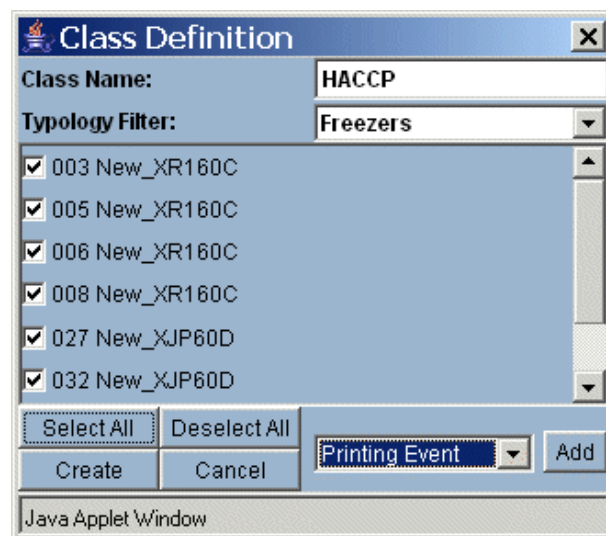 Class Definition
Class Name: HACCP
Typology Filter: Freezers
003 New_XR160C
005 New_XR160C
006 New_XR160C
008 New_XR160C
027 New_XJP60D
032 New_XJP60D
Select All Deselect All
Printing Event Add
Create Cancel
Java Applet Window